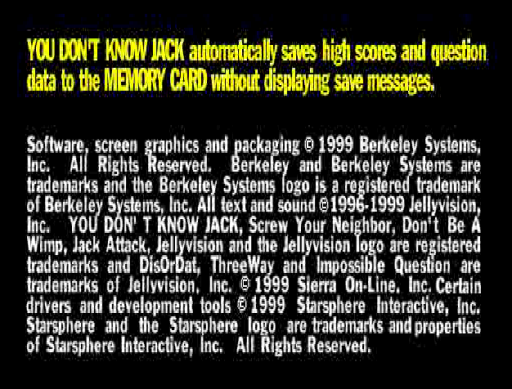 YOU DON'T KNOW JACK automatically saves high scores and question
data to the MEMORY CARD without displaying save messages.
Software, screen graphics and packaging © 1999 Berkeley Systems,
Inc. All Rights Reserved. Berkeley and Berkeley Systems are
trademarks and the Berkeley Systems logo is a registered trademark
of Berkeley Systems, Inc. All text and sound ©1996-1999 Jellyvision,
Inc. YOU DON' T KNOW JACK, Screw Your Neighbor, Don't Be A
Wimp, Jack Attack, Jellyvision and the Jellyvision logo are registered
trademarks and DisOrDat, ThreeWay and Impossible Question are
trademarks of Jellyvision, Inc. © 1999 Sierra On-Line, Inc. Certain
drivers and development tools © 1999 Starsphere Interactive, Inc.
Starsphere and the Starsphere logo are trademarks and properties
of Starsphere Interactive, Inc. All Rights Reserved.